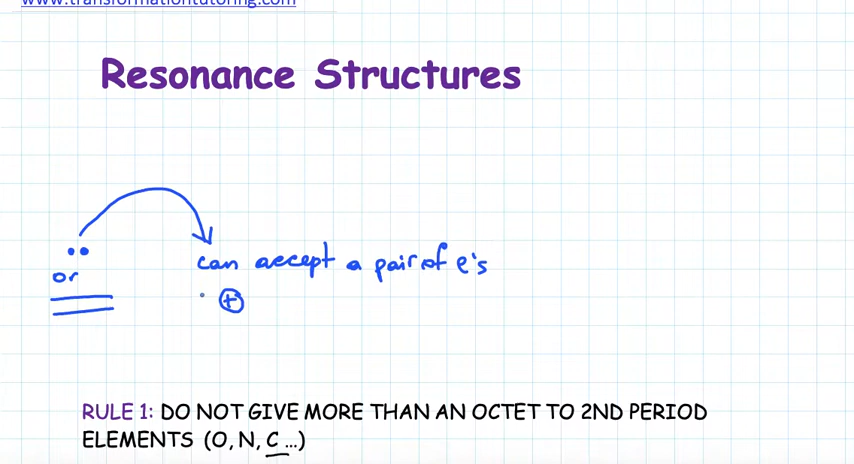 www.transformationtutoring.com
Resonance Structures
can accept a pair of e's
or
+
RULE 1: DO NOT GIVE MORE THAN AN OCTET TO 2ND PERIOD
ELEMENTS (O, N, C ...)